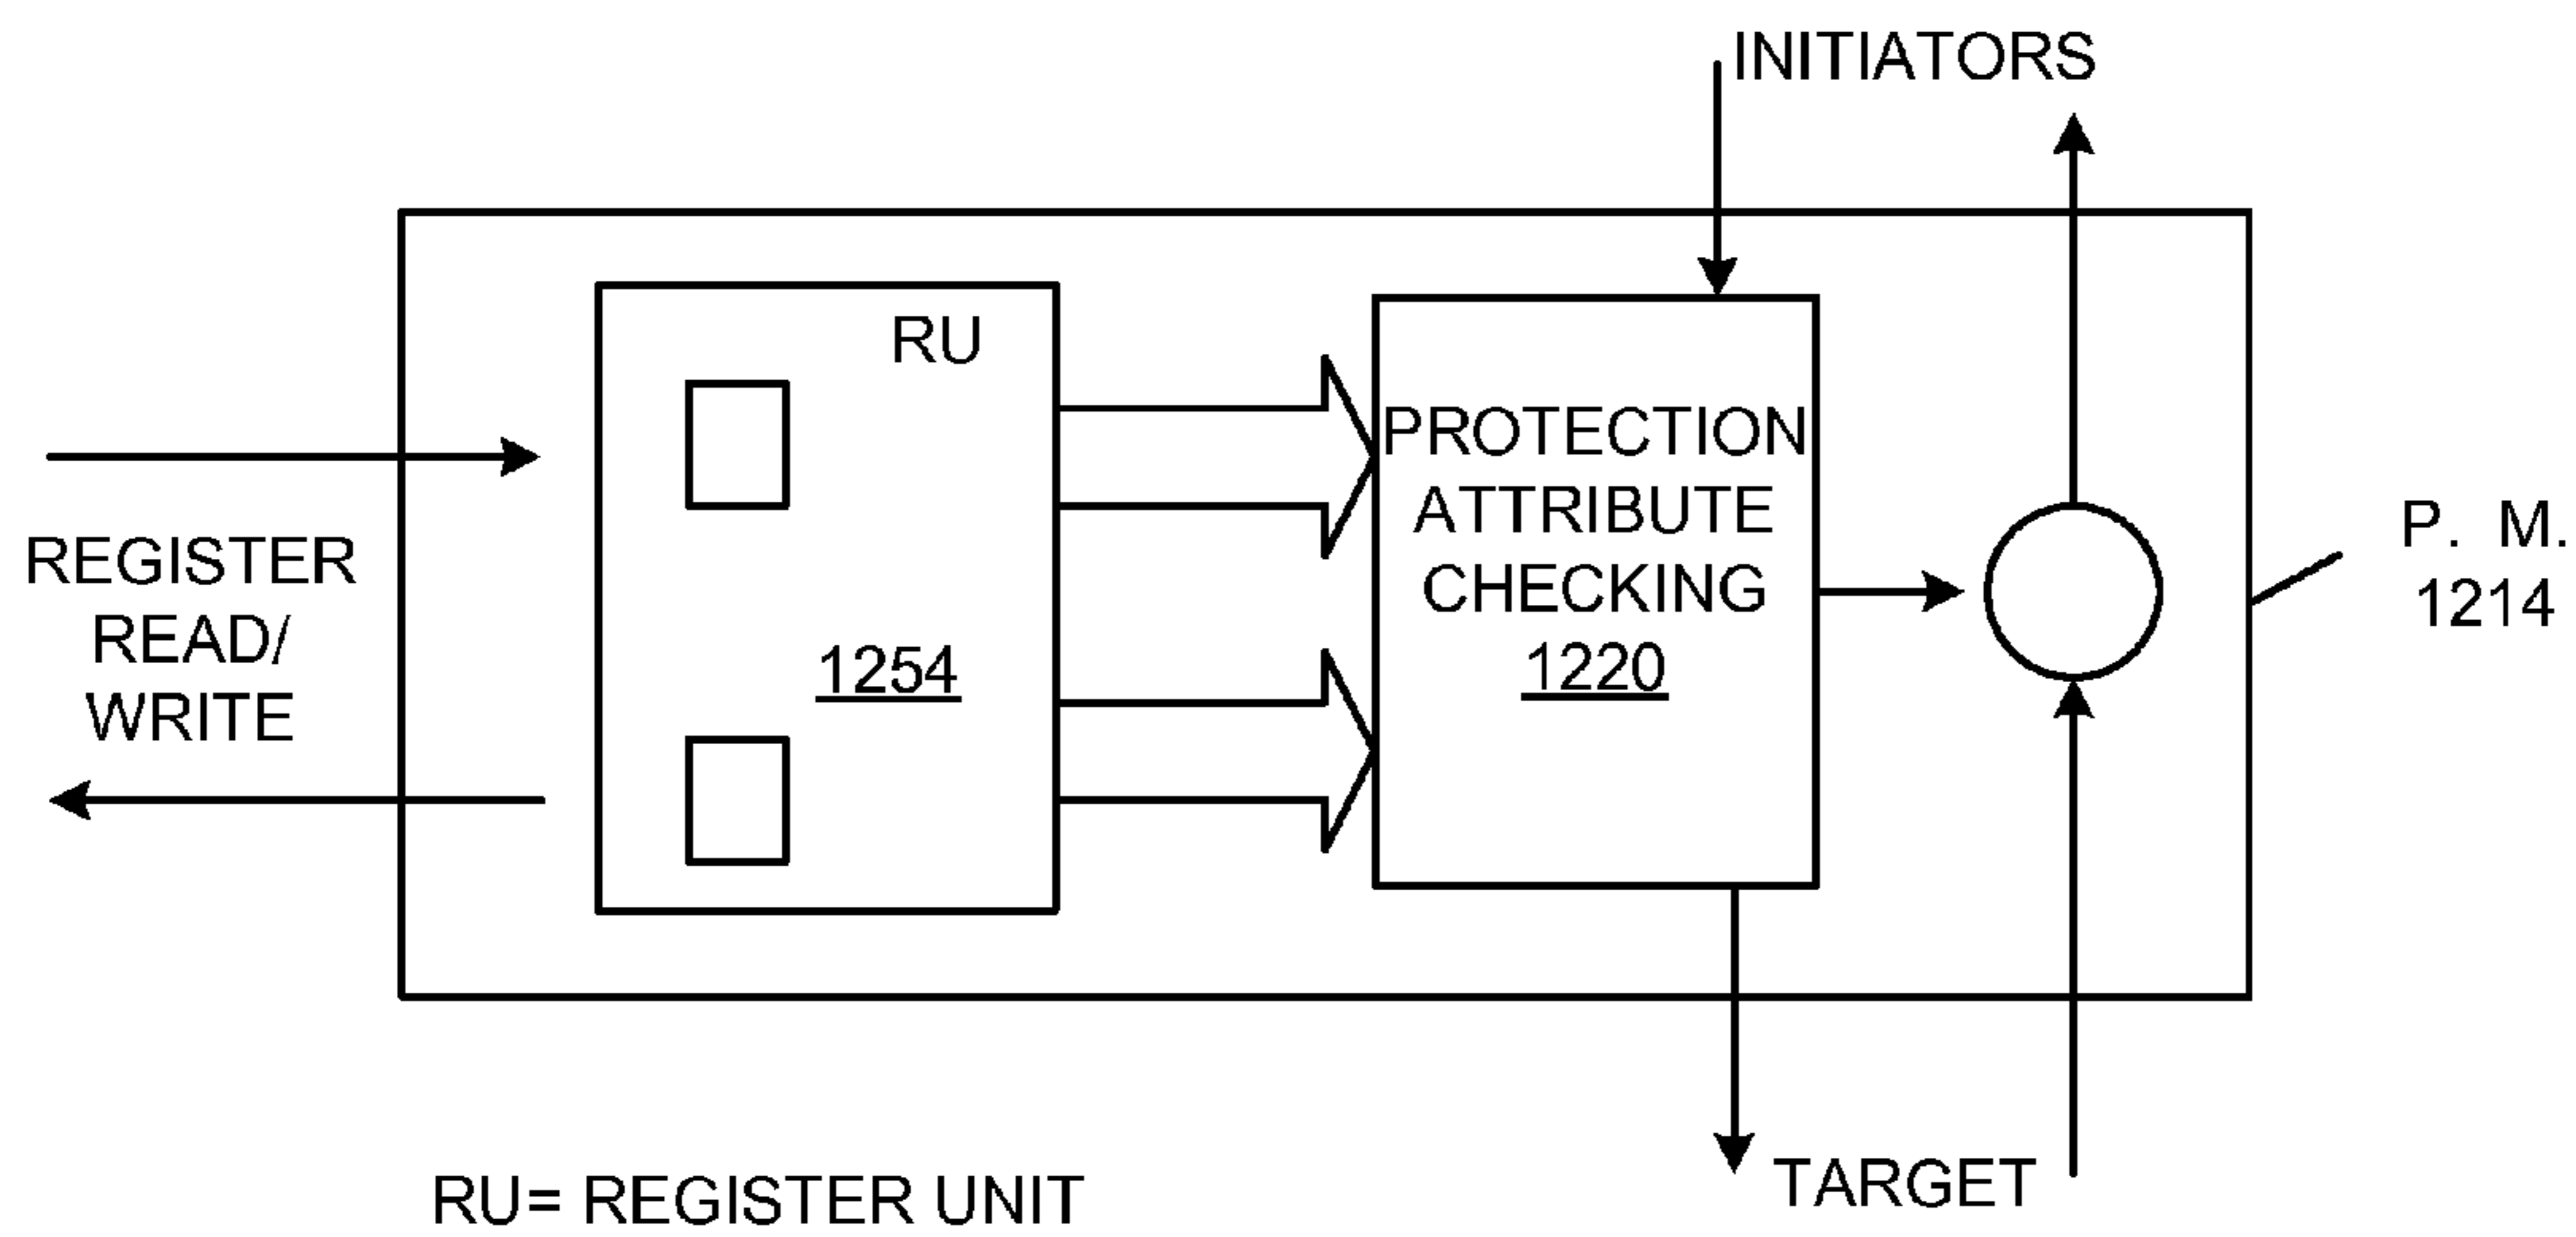 INITIATORS
RU
PROTECTION
ATTRIBUTE
CHECKING
1220
1254
REGISTER
READ/
WRITE
P. M.
1214
TARGET
RU= REGISTER UNIT